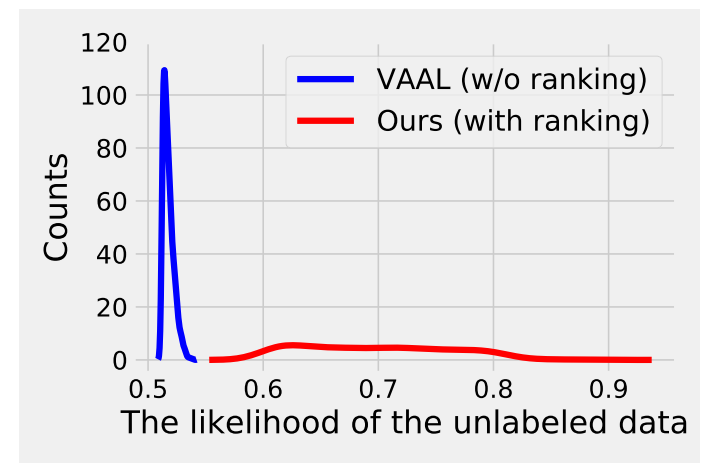 120
100
80
60
40
20
0
Counts
VAAL (w/o ranking)
Ours (with ranking)
0.5 0.6 0.7 0.8 0.9
The likelihood of the unlabeled data